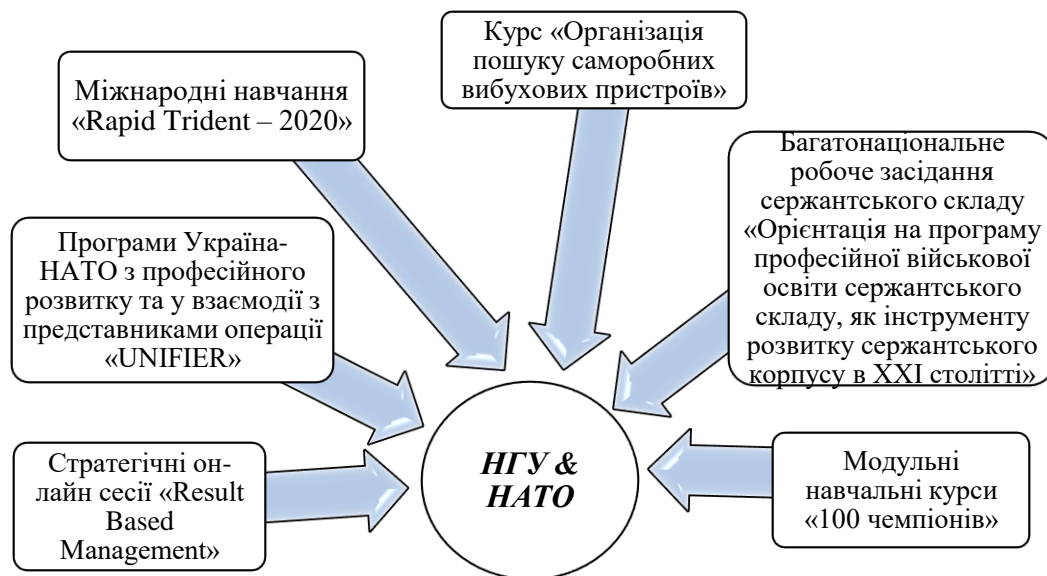 Курс «Організація
пошуку саморобних
вибухових пристроїв»
Міжнародні навчання
«Rapid Trident – 2020»
Багатонаціональне
робоче засідання
сержантського складу
«Орієнтація на програму
професійної військової
освіти сержантського
складу, як інструменту
розвитку сержантського
корпусу в ХХІ столітті»
Програми Україна-
НАТО з професійного
розвитку та у взаємодії з
представниками операції
«UNIFIER»
Стратегічні он-
лайн сесії «Result
Based
Management»
НГУ &
НАТО
Модульні
навчальні курси
«100 чемпіонів»